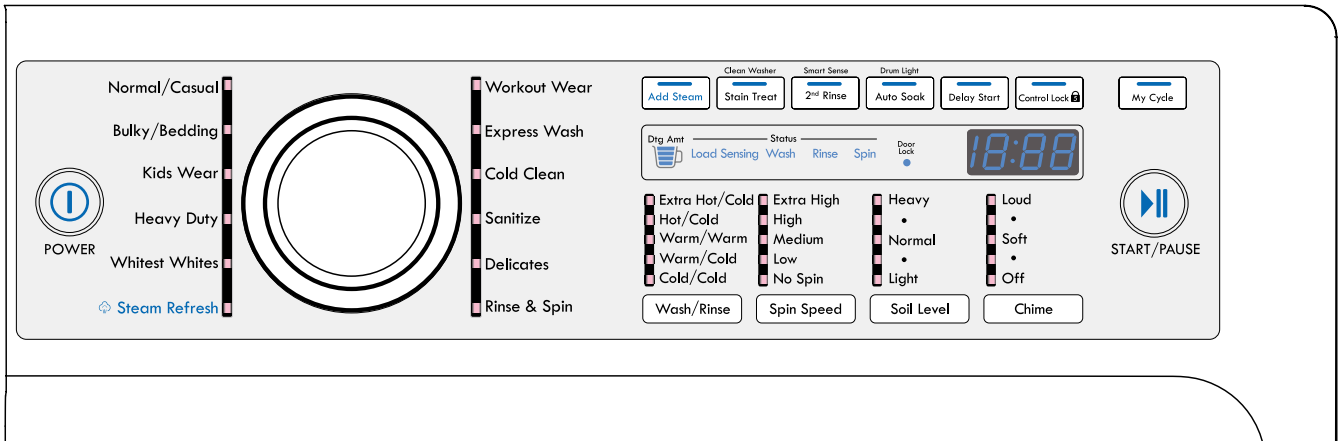 POWER
Normal/Casual
Bulky/Bedding
Kids Wear
Heavy Duty
Whitest Whites
Steam Refresh
Workout Wear
Express Wash
Cold Clean
Sanitize
Delicates
Rinse & Spin
Add Steam
Clean Washer
Stain Treat
Smart Sense
2nd Rinse
Drum Light
Auto Soak
Delay Start
Control Lock
My Cycle
Dtg Amt
Status
Load Sensing Wash Rinse Spin
Door
Lock
18:88
Extra Hot/Cold
Hot/Cold
Warm/Warm
Warm/Cold
Cold/Cold
Wash/Rinse
Extra High
High
Medium
Low
No Spin
Spin Speed
Heavy
•
Normal
•
Light
Soil Level
Loud
•
Soft
•
Off
Chime
START/PAUSE